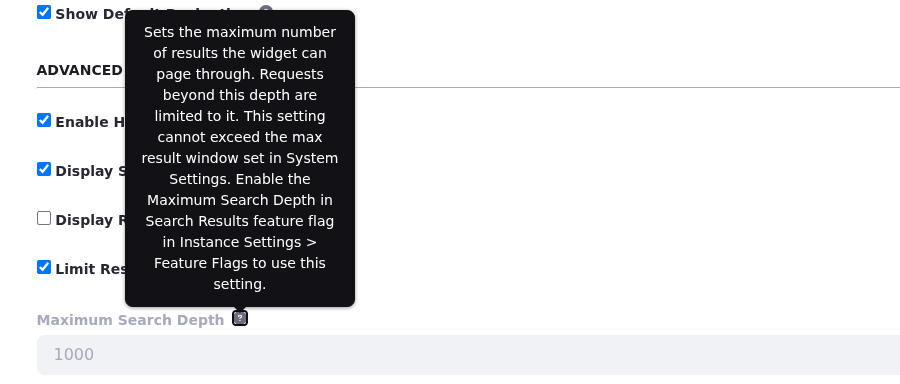 Show Def
Sets the maximum number
of results the widget can
page through. Requests
beyond this depth are
limited to it. This setting
cannot exceed the max
result window set in System
Settings. Enable the
Maximum Search Depth in
Search Results feature flag
in Instance Settings >
Feature Flags to use this
setting.
ADVANCED
Enable H
Display S
Display R
Limit Res
Maximum Search Depth ?
1000